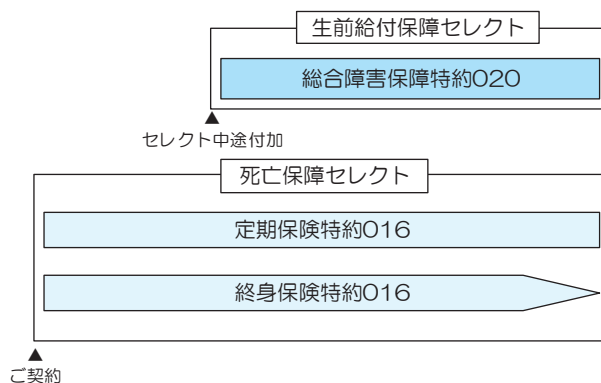 生前給付保障セレクト
総合障害保障特約020
▲
セレクト中途付加
死亡保障セレクト
定期保険特約016
終身保険特約016
▲
ご契約